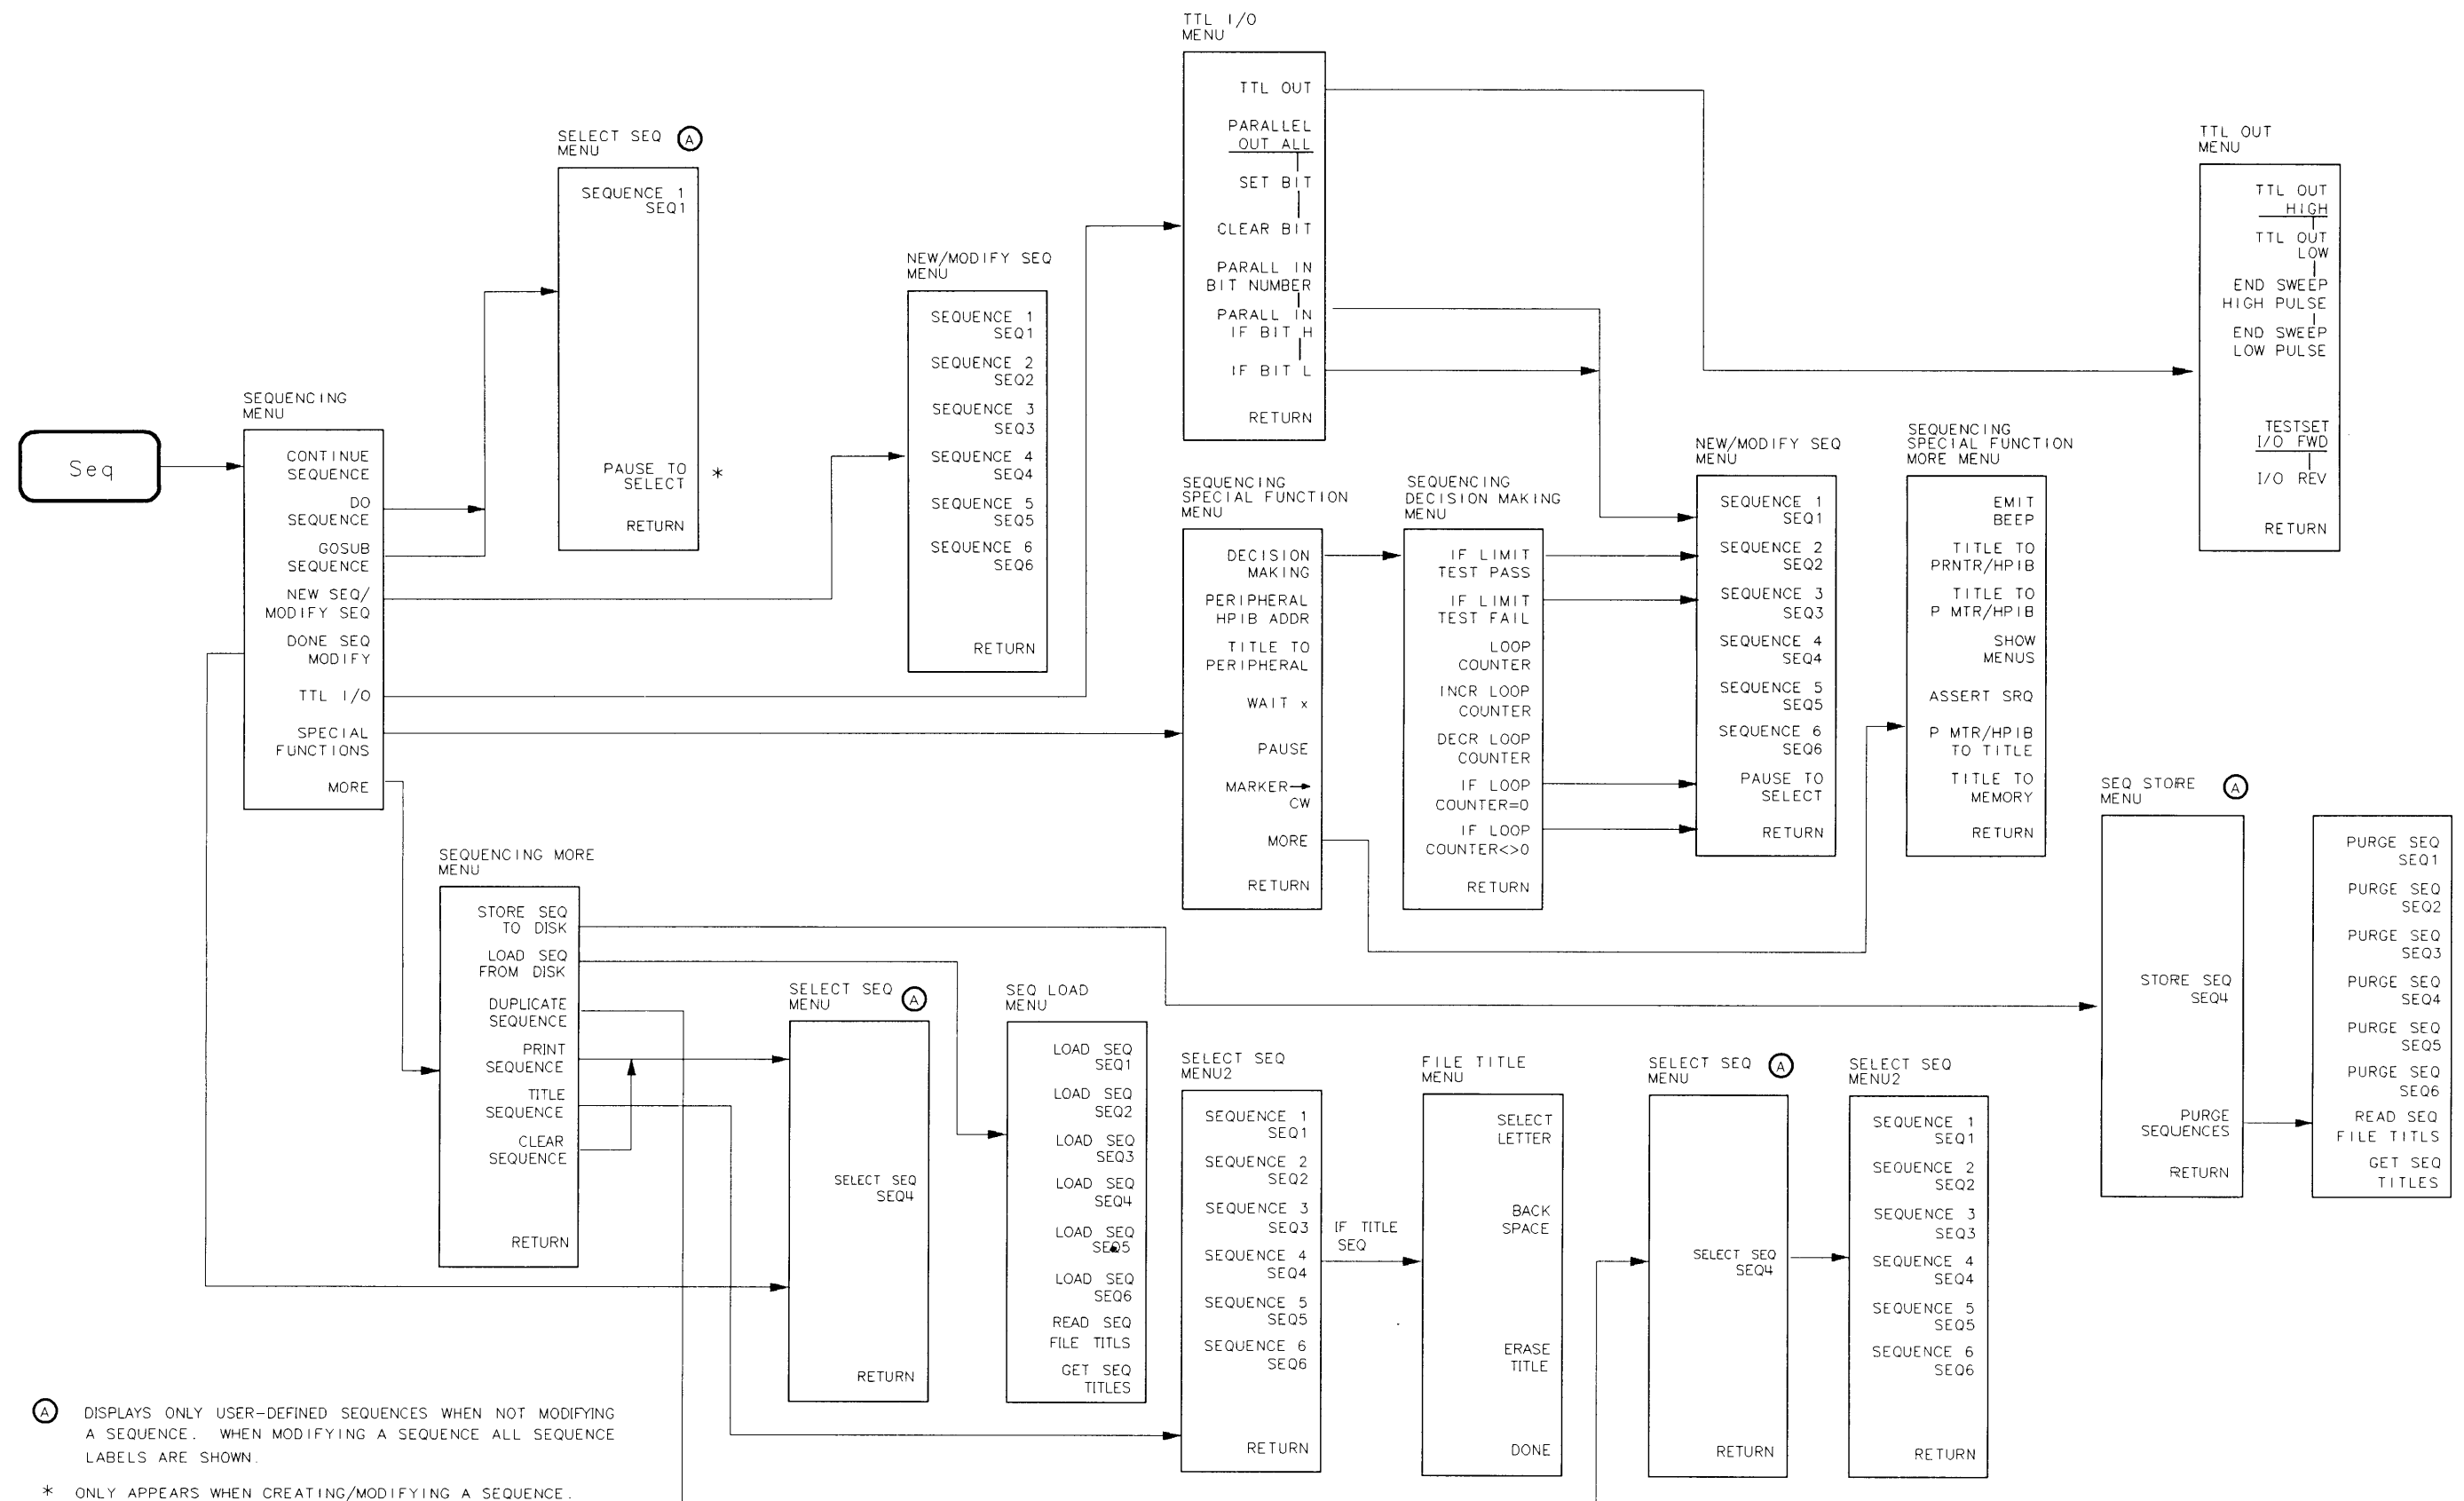 Seq
SEQUENCING
MENU
CONTINUE
SEQUENCE
DO
SEQUENCE
GOSUB
SEQUENCE
NEW SEQ/
MODIFY SEQ
DONE SEQ
MODIFY
TTL I/O
SPECIAL
FUNCTIONS
MORE
SELECT SEQ A
MENU
SEQUENCE 1
SEQ1
PAUSE TO
SELECT *
RETURN
NEW/MODIFY SEQ
MENU
SEQUENCE 1
SEQ1
SEQUENCE 2
SEQ2
SEQUENCE 3
SEQ3
SEQUENCE 4
SEQ4
SEQUENCE 5
SEQ5
SEQUENCE 6
SEQ6
RETURN
TTL I/O
MENU
TTL OUT
PARALLEL
OUT ALL
SET BIT
CLEAR BIT
PARALL IN
BIT NUMBER
PARALL IN
IF BIT H
IF BIT L
RETURN
TTL OUT
MENU
TTL OUT
HIGH
TTL OUT
LOW
END SWEEP
HIGH PULSE
END SWEEP
LOW PULSE
TESTSET
I/O FWD
I/O REV
RETURN
SEQUENCING
SPECIAL FUNCTION
MENU
DECISION
MAKING
PERIPHERAL
HPIB ADDR
TITLE TO
PERIPHERAL
WAIT x
PAUSE
MARKER→
CW
MORE
RETURN
SEQUENCING
DECISION MAKING
MENU
IF LIMIT
TEST PASS
IF LIMIT
TEST FAIL
LOOP
COUNTER
INCR LOOP
COUNTER
DECR LOOP
COUNTER
IF LOOP
COUNTER=0
IF LOOP
COUNTER<>0
RETURN
NEW/MODIFY SEQ
MENU
SEQUENCE 1
SEQ1
SEQUENCE 2
SEQ2
SEQUENCE 3
SEQ3
SEQUENCE 4
SEQ4
SEQUENCE 5
SEQ5
SEQUENCE 6
SEQ6
PAUSE TO
SELECT
RETURN
SEQUENCING
SPECIAL FUNCTION
MORE MENU
EMIT
BEEP
TITLE TO
PRNTR/HPIB
TITLE TO
P MTR/HPIB
SHOW
MENUS
ASSERT SRQ
P MTR/HPIB
TO TITLE
TITLE TO
MEMORY
RETURN
SEQ STORE A
MENU
STORE SEQ
SEQ4
PURGE
SEQUENCES
RETURN
PURGE SEQ
SEQ1
PURGE SEQ
SEQ2
PURGE SEQ
SEQ3
PURGE SEQ
SEQ4
PURGE SEQ
SEQ5
PURGE SEQ
SEQ6
READ SEQ
FILE TITLS
GET SEQ
TITLES
SEQUENCING MORE
MENU
STORE SEQ
TO DISK
LOAD SEQ
FROM DISK
DUPLICATE
SEQUENCE
PRINT
SEQUENCE
TITLE
SEQUENCE
CLEAR
SEQUENCE
RETURN
SELECT SEQ A
MENU
SELECT SEQ
SEQ4
RETURN
SEQ LOAD
MENU
LOAD SEQ
SEQ1
LOAD SEQ
SEQ2
LOAD SEQ
SEQ3
LOAD SEQ
SEQ4
LOAD SEQ
SEQ5
LOAD SEQ
SEQ6
READ SEQ
FILE TITLS
GET SEQ
TITLES
SELECT SEQ
MENU2
SEQUENCE 1
SEQ1
SEQUENCE 2
SEQ2
SEQUENCE 3
SEQ3
SEQUENCE 4
SEQ4
SEQUENCE 5
SEQ5
SEQUENCE 6
SEQ6
RETURN
IF TITLE
SEQ
FILE TITLE
MENU
SELECT
LETTER
BACK
SPACE
ERASE
TITLE
DONE
SELECT SEQ A
MENU
SELECT SEQ
SEQ4
RETURN
SELECT SEQ
MENU2
SEQUENCE 1
SEQ1
SEQUENCE 2
SEQ2
SEQUENCE 3
SEQ3
SEQUENCE 4
SEQ4
SEQUENCE 5
SEQ5
SEQUENCE 6
SEQ6
RETURN
A DISPLAYS ONLY USER-DEFINED SEQUENCES WHEN NOT MODIFYING
A SEQUENCE. WHEN MODIFYING A SEQUENCE ALL SEQUENCE
LABELS ARE SHOWN.
* ONLY APPEARS WHEN CREATING/MODIFYING A SEQUENCE.